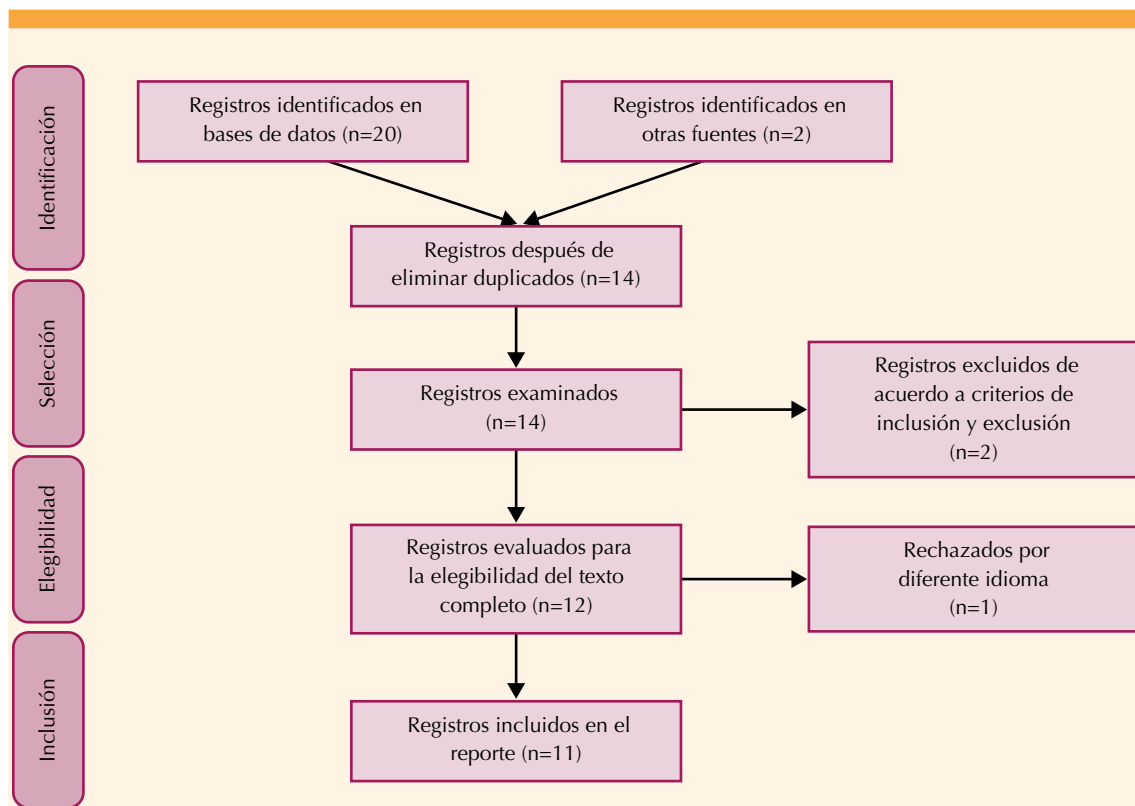 Identificación
Registros identificados en
bases de datos (n=20)
Registros identificados en
otras fuentes (n=2)
Registros después de
eliminar duplicados (n=14)
Selección
Registros examinados
(n=14)
Registros excluidos de
acuerdo a criterios de
inclusión y exclusión
(n=2)
Elegibilidad
Registros evaluados para
la elegibilidad del texto
completo (n=12)
Rechazados por
diferente idioma
(n=1)
Inclusión
Registros incluidos en el
reporte (n=11)